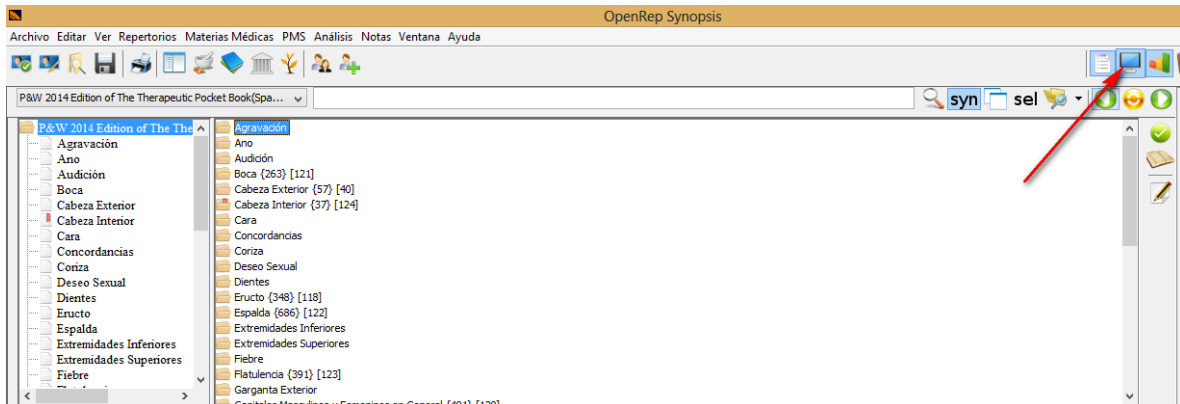 OpenRep Synopsis
Archivo Editar Ver Repertorios Materias Médicas PMS Análisis Notas Ventana Ayuda
P&W 2014 Edition of The Therapeutic Pocket Book(Spa...
syn sel
P&W 2014 Edition of The The
Agravación
Ano
Audición
Boca
Cabeza Exterior
Cabeza Interior
Cara
Concordancias
Coriza
Deseo Sexual
Dientes
Eructo
Espalda
Extremidades Inferiores
Extremidades Superiores
Fiebre
Agravación
Ano
Audición
Boca {263} [121]
Cabeza Exterior {57} [40]
Cabeza Interior {37} [124]
Cara
Concordancias
Coriza
Deseo Sexual
Dientes
Eructo {348} [118]
Espalda {686} [122]
Extremidades Inferiores
Extremidades Superiores
Fiebre
Flatulencia {391} [123]
Garganta Exterior